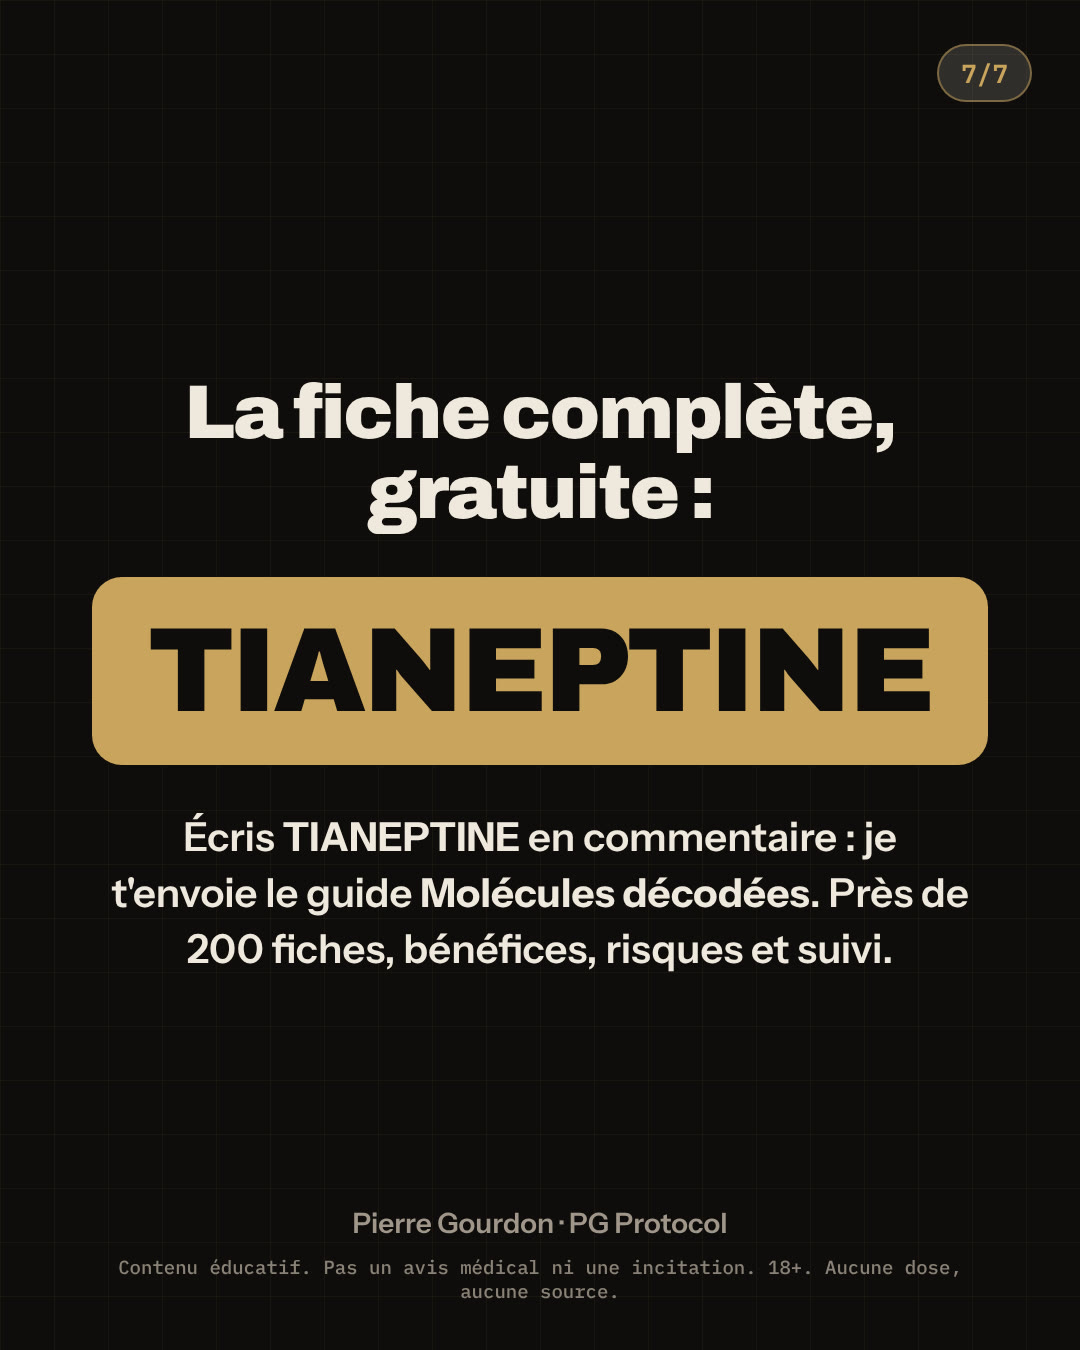 7/7
La fiche complète,
gratuite :
TIANEPTINE
Écris TIANEPTINE en commentaire : je
t'envoie le guide Molécules décodées. Près de
200 fiches, bénéfices, risques et suivi.
Pierre Gourdon · PG Protocol
Contenu éducatif. Pas un avis médical ni une incitation. 18+. Aucune dose,
aucune source.